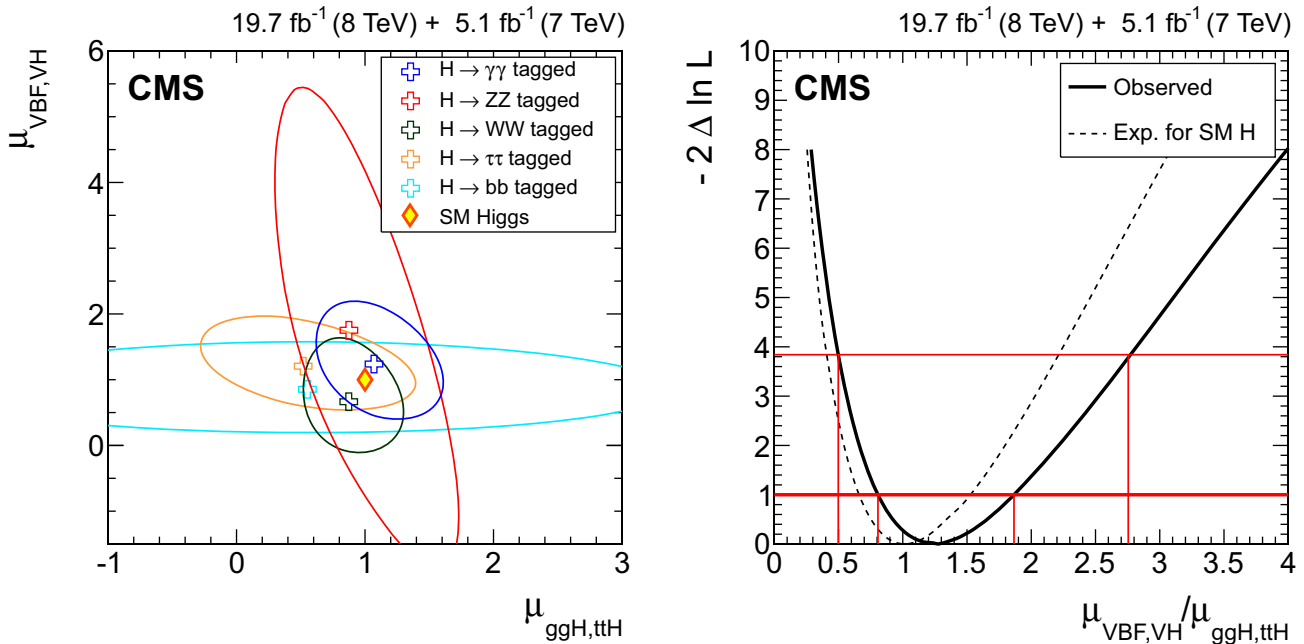 19.7 fb⁻¹ (8 TeV) + 5.1 fb⁻¹ (7 TeV)
CMS
μ_VBF,VH
6
4
2
0
-1 0 1 2 3
μ_ggH,ttH
H → γγ tagged
H → ZZ tagged
H → WW tagged
H → ττ tagged
H → bb tagged
SM Higgs
19.7 fb⁻¹ (8 TeV) + 5.1 fb⁻¹ (7 TeV)
CMS
- 2 Δ ln L
10
9
8
7
6
5
4
3
2
1
0
0 0.5 1 1.5 2 2.5 3 3.5 4
μ_VBF,VH/μ_ggH,ttH
Observed
Exp. for SM H